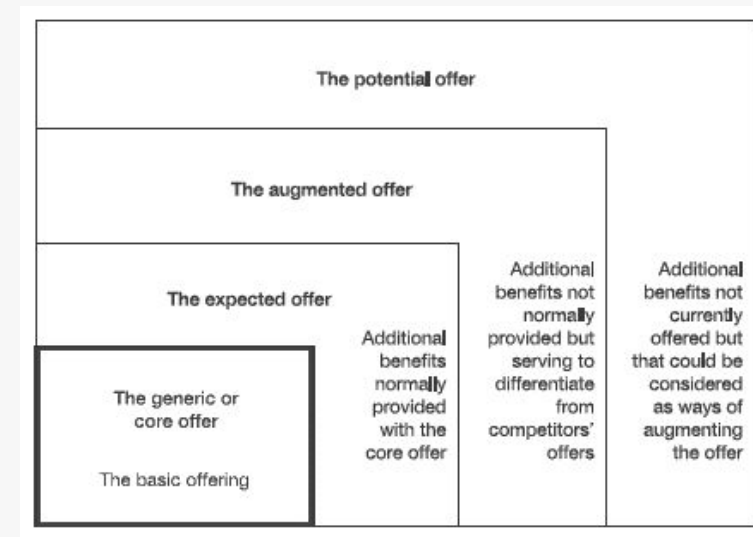 The potential offer
The augmented offer
The expected offer
The generic or
core offer
The basic offering
Additional
benefits
normally
provided
with the
core offer
Additional
benefits not
normally
provided but
serving to
differentiate
from
competitors'
offers
Additional
benefits not
currently
offered but
that could be
considered
as ways of
augmenting
the offer